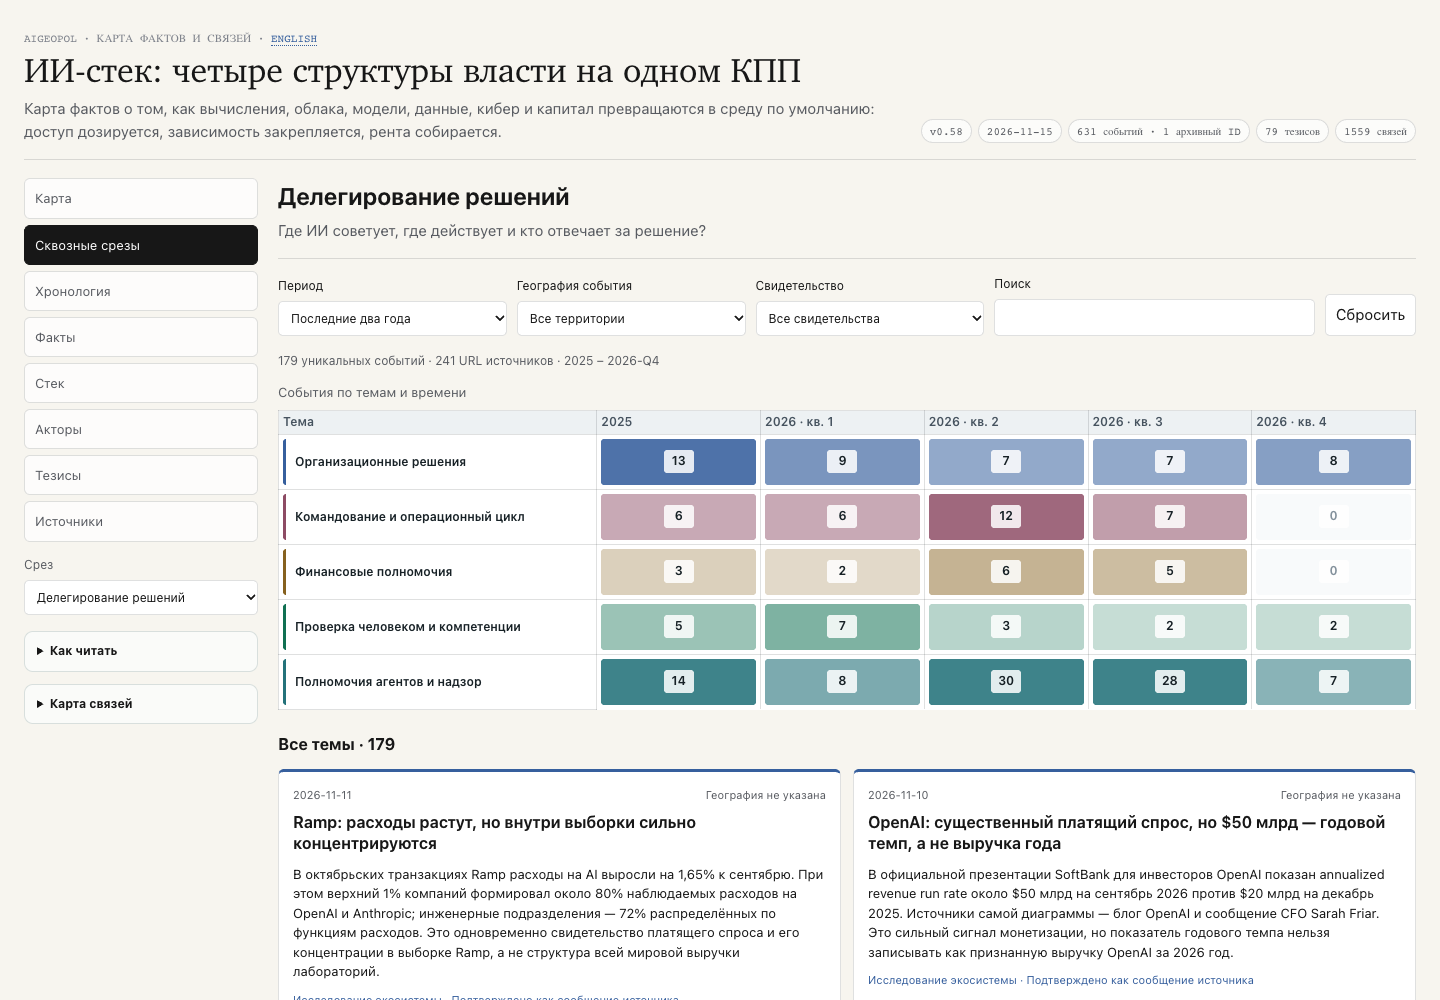 AIGEOPOL · КАРТА ФАКТОВ И СВЯЗЕЙ · ENGLISH
ИИ-стек: четыре структуры власти на одном КПП
Карта фактов о том, как вычисления, облака, модели, данные, кибер и капитал превращаются в среду по умолчанию:
доступ дозируется, зависимость закрепляется, рента собирается.
v0.58
2026-11-15
631 событий · 1 архивный ID
79 тезисов
1559 связей
Карта
Сквозные срезы
Хронология
Факты
Стек
Акторы
Тезисы
Источники
Срез
Делегирование решений
Как читать
Карта связей
Делегирование решений
Где ИИ советует, где действует и кто отвечает за решение?
Период
География события
Свидетельство
Поиск
Последние два года
Все территории
Все свидетельства
Сбросить
179 уникальных событий · 241 URL источников · 2025 – 2026-Q4
События по темам и времени
Тема 2025 2026 · кв. 1 2026 · кв. 2 2026 · кв. 3 2026 · кв. 4
Организационные решения 13 9 7 7 8
Командование и операционный цикл 6 6 12 7 0
Финансовые полномочия 3 2 6 5 0
Проверка человеком и компетенции 5 7 3 2 2
Полномочия агентов и надзор 14 8 30 28 7
Все темы · 179
2026-11-11 География не указана
Ramp: расходы растут, но внутри выборки сильно
концентрируются
В октябрьских транзакциях Ramp расходы на AI выросли на 1,65% к сентябрю. При
этом верхний 1% компаний формировал около 80% наблюдаемых расходов на
OpenAI и Anthropic; инженерные подразделения — 72% распределённых по
функциям расходов. Это одновременно свидетельство платящего спроса и его
концентрации в выборке Ramp, а не структура всей мировой выручки
лабораторий.
Исследование экосистемы · Подтверждено как сообщение источника
2026-11-10 География не указана
OpenAI: существенный платящий спрос, но $50 млрд — годовой
темп, а не выручка года
В официальной презентации SoftBank для инвесторов OpenAI показан annualized
revenue run rate около $50 млрд на сентябрь 2026 против $20 млрд на декабрь
2025. Источники самой диаграммы — блог OpenAI и сообщение CFO Sarah Friar.
Это сильный сигнал монетизации, но показатель годового темпа нельзя
записывать как признанную выручку OpenAI за 2026 год.
Исследование экосистемы · Подтверждено как сообщение источника